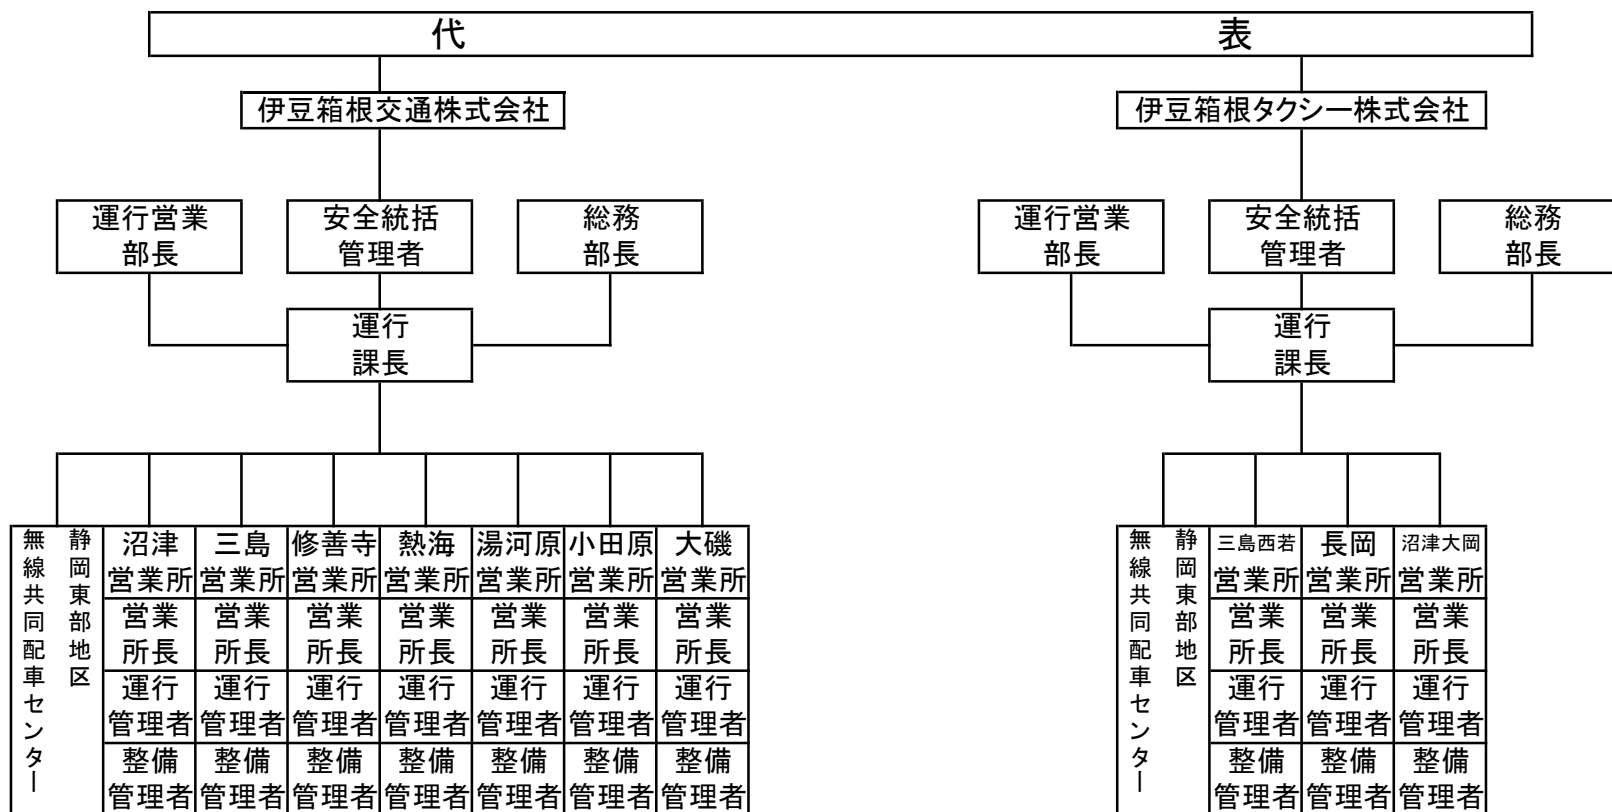 代表
伊豆箱根交通株式会社
運行営業
部長
安全統括
管理者
総務
部長
運行
課長
静岡東部地区
無線共同配車センター
沼津
営業所
営業
所長
運行
管理者
整備
管理者
三島
営業所
営業
所長
運行
管理者
整備
管理者
修善寺
営業所
営業
所長
運行
管理者
整備
管理者
熱海
営業所
営業
所長
運行
管理者
整備
管理者
湯河原
営業所
営業
所長
運行
管理者
整備
管理者
小田原
営業所
営業
所長
運行
管理者
整備
管理者
大磯
営業所
営業
所長
運行
管理者
整備
管理者
伊豆箱根タクシー株式会社
運行営業
部長
安全統括
管理者
総務
部長
運行
課長
静岡東部地区
無線共同配車センター
三島西若
営業所
営業
所長
運行
管理者
整備
管理者
長岡
営業所
営業
所長
運行
管理者
整備
管理者
沼津大岡
営業所
営業
所長
運行
管理者
整備
管理者